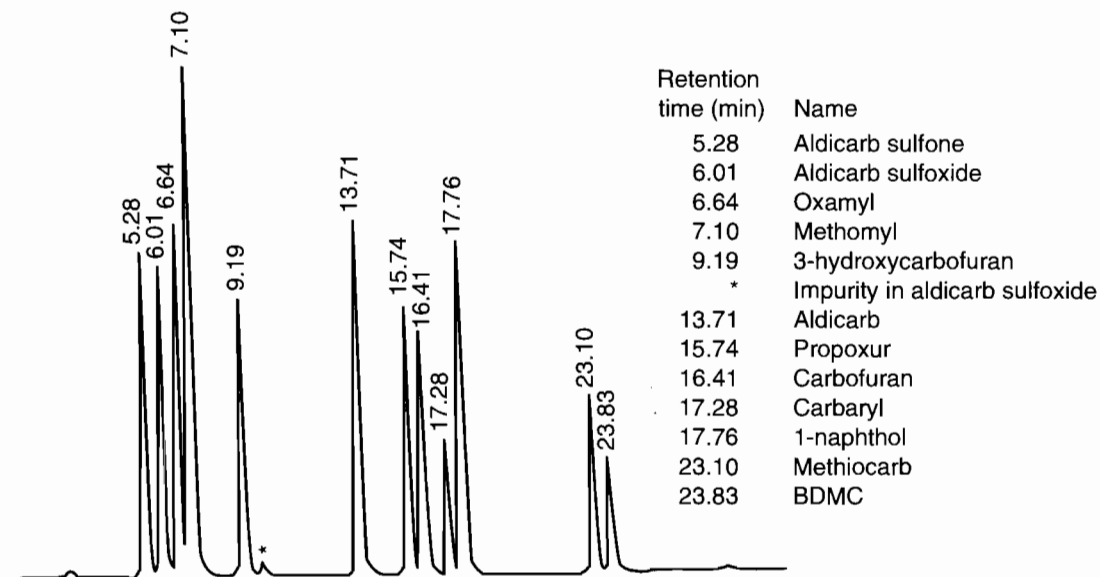 5.28
6.01
6.64
7.10
9.19
*
13.71
15.74
16.41
17.28
17.76
23.10
23.83
Retention
time (min) Name
5.28 Aldicarb sulfone
6.01 Aldicarb sulfoxide
6.64 Oxamyl
7.10 Methomyl
9.19 3-hydroxycarbofuran
* Impurity in aldicarb sulfoxide
13.71 Aldicarb
15.74 Propoxur
16.41 Carbofuran
17.28 Carbaryl
17.76 1-naphthol
23.10 Methiocarb
23.83 BDMC